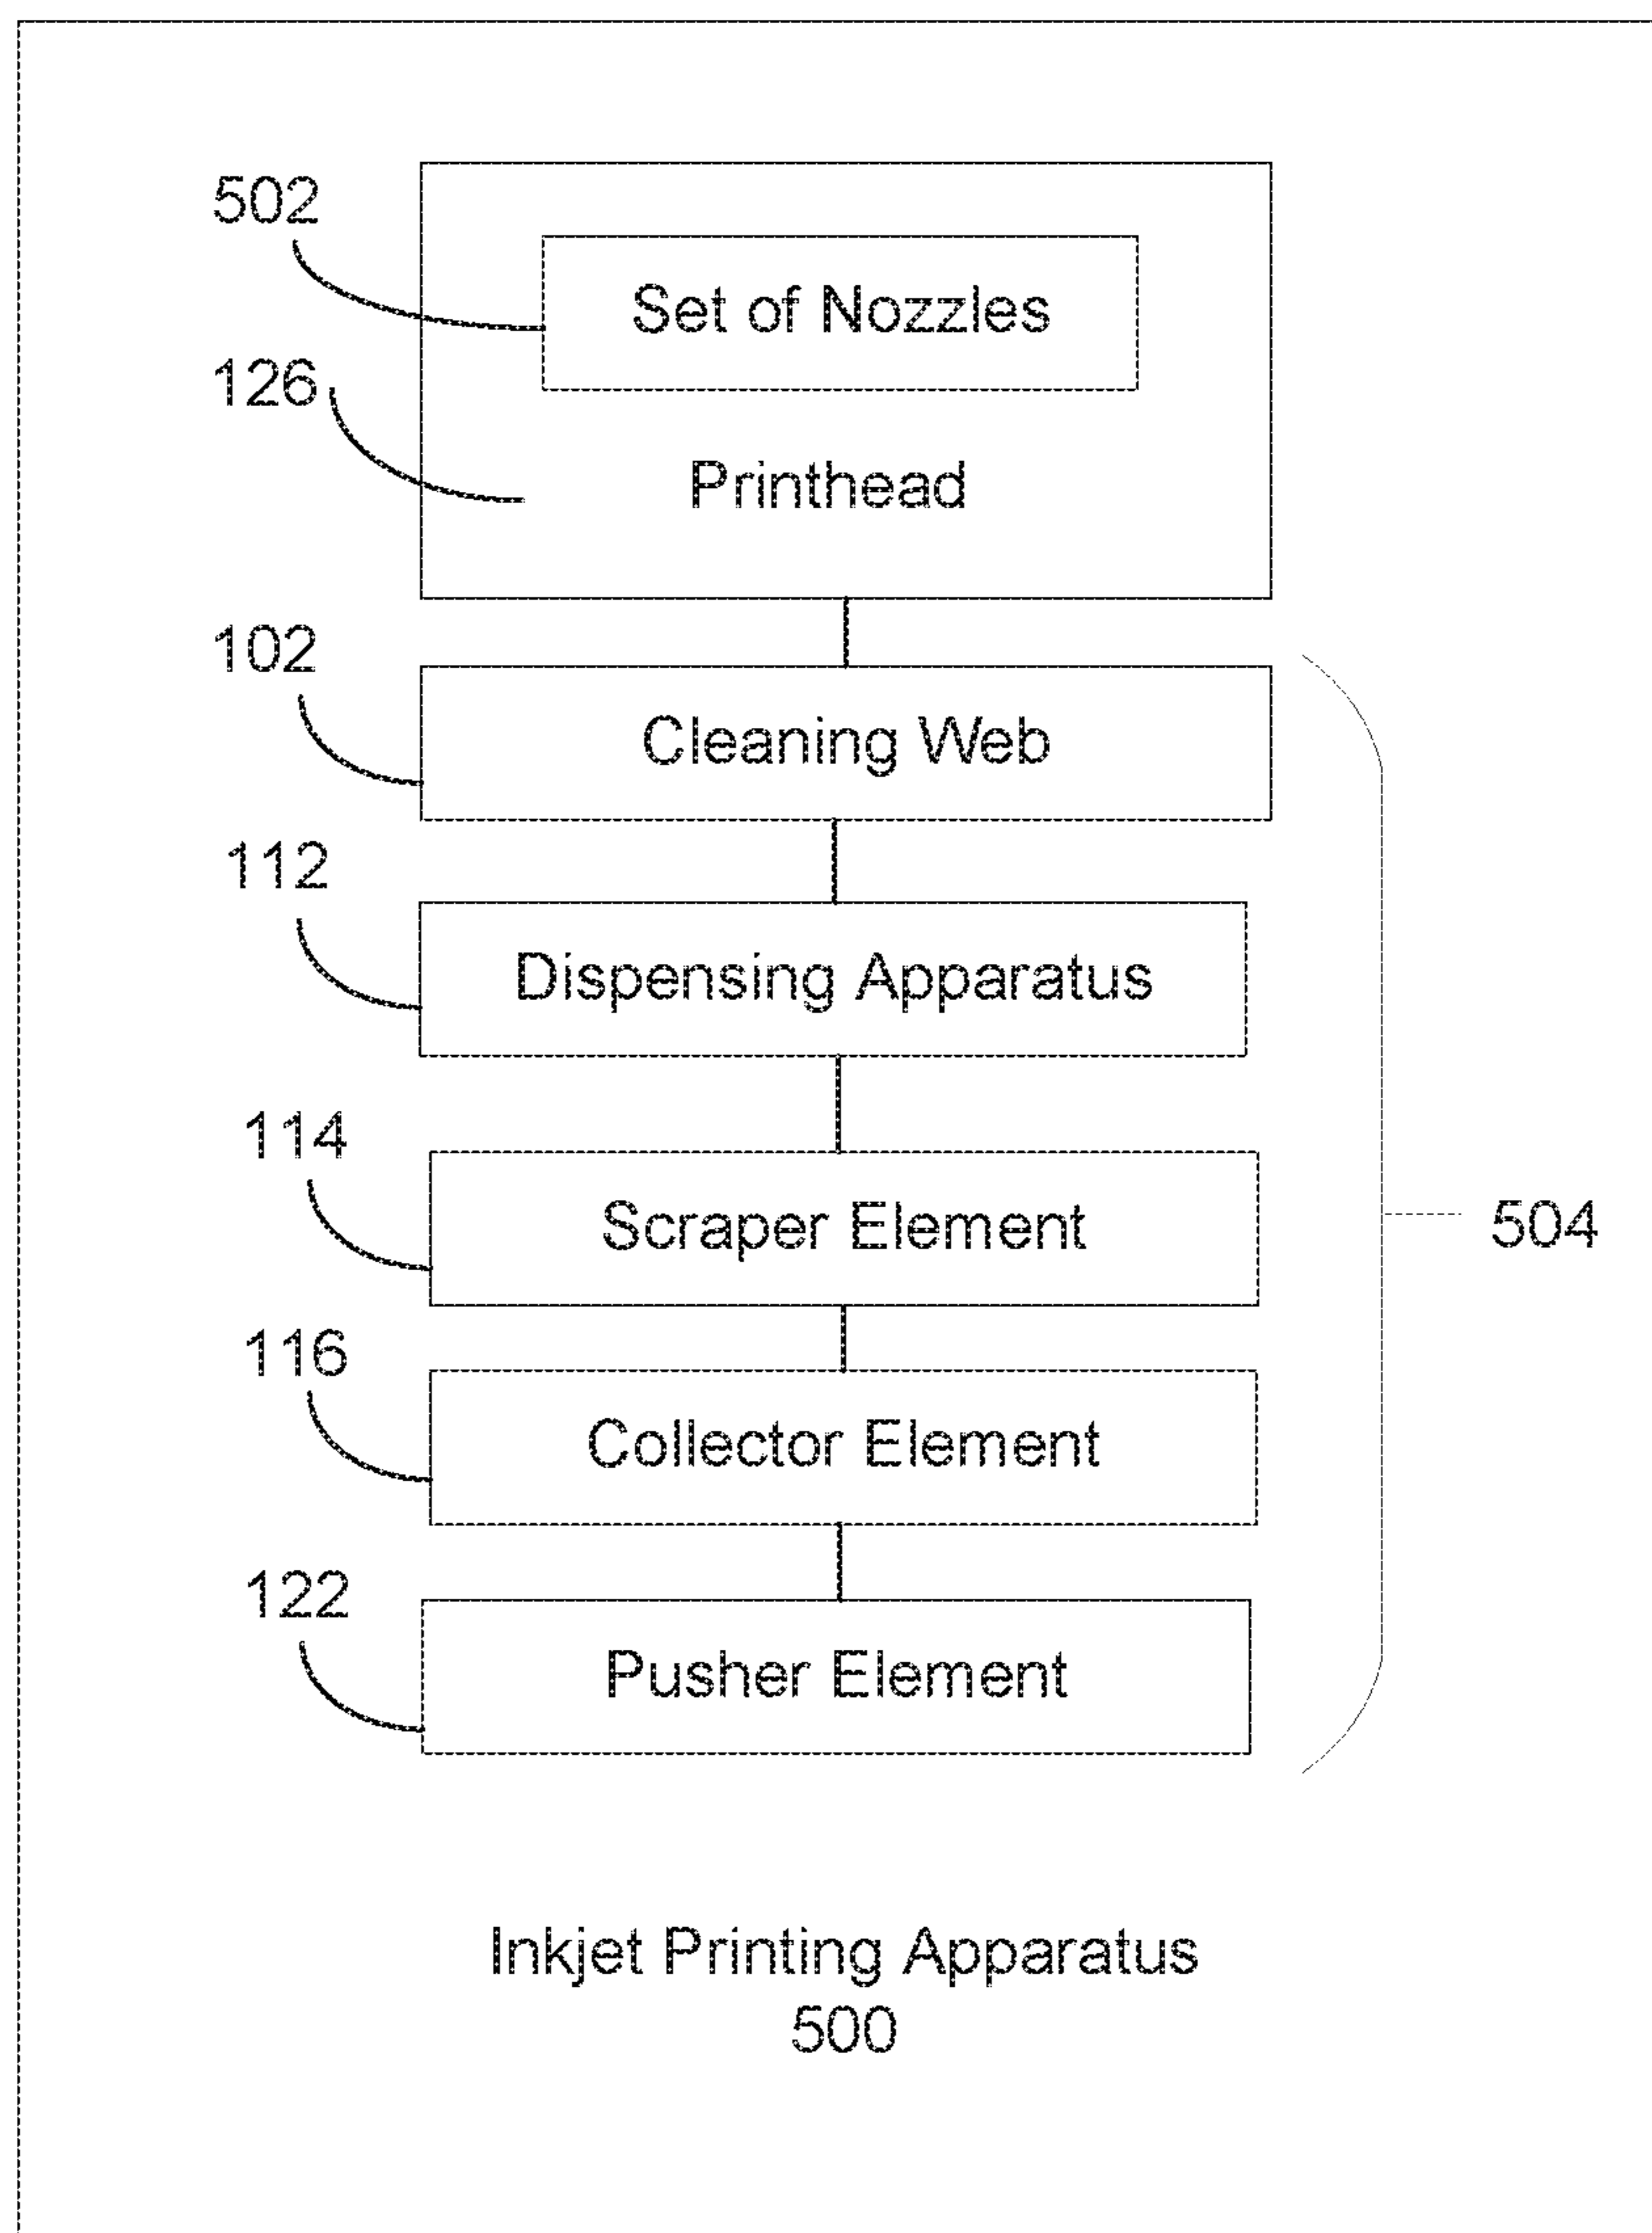 502
Set of Nozzles
126
Printhead
102
Cleaning Web
112
Dispensing Apparatus
114
Scraper Element
504
116
Collector Element
122
Pusher Element
Inkjet Printing Apparatus
500